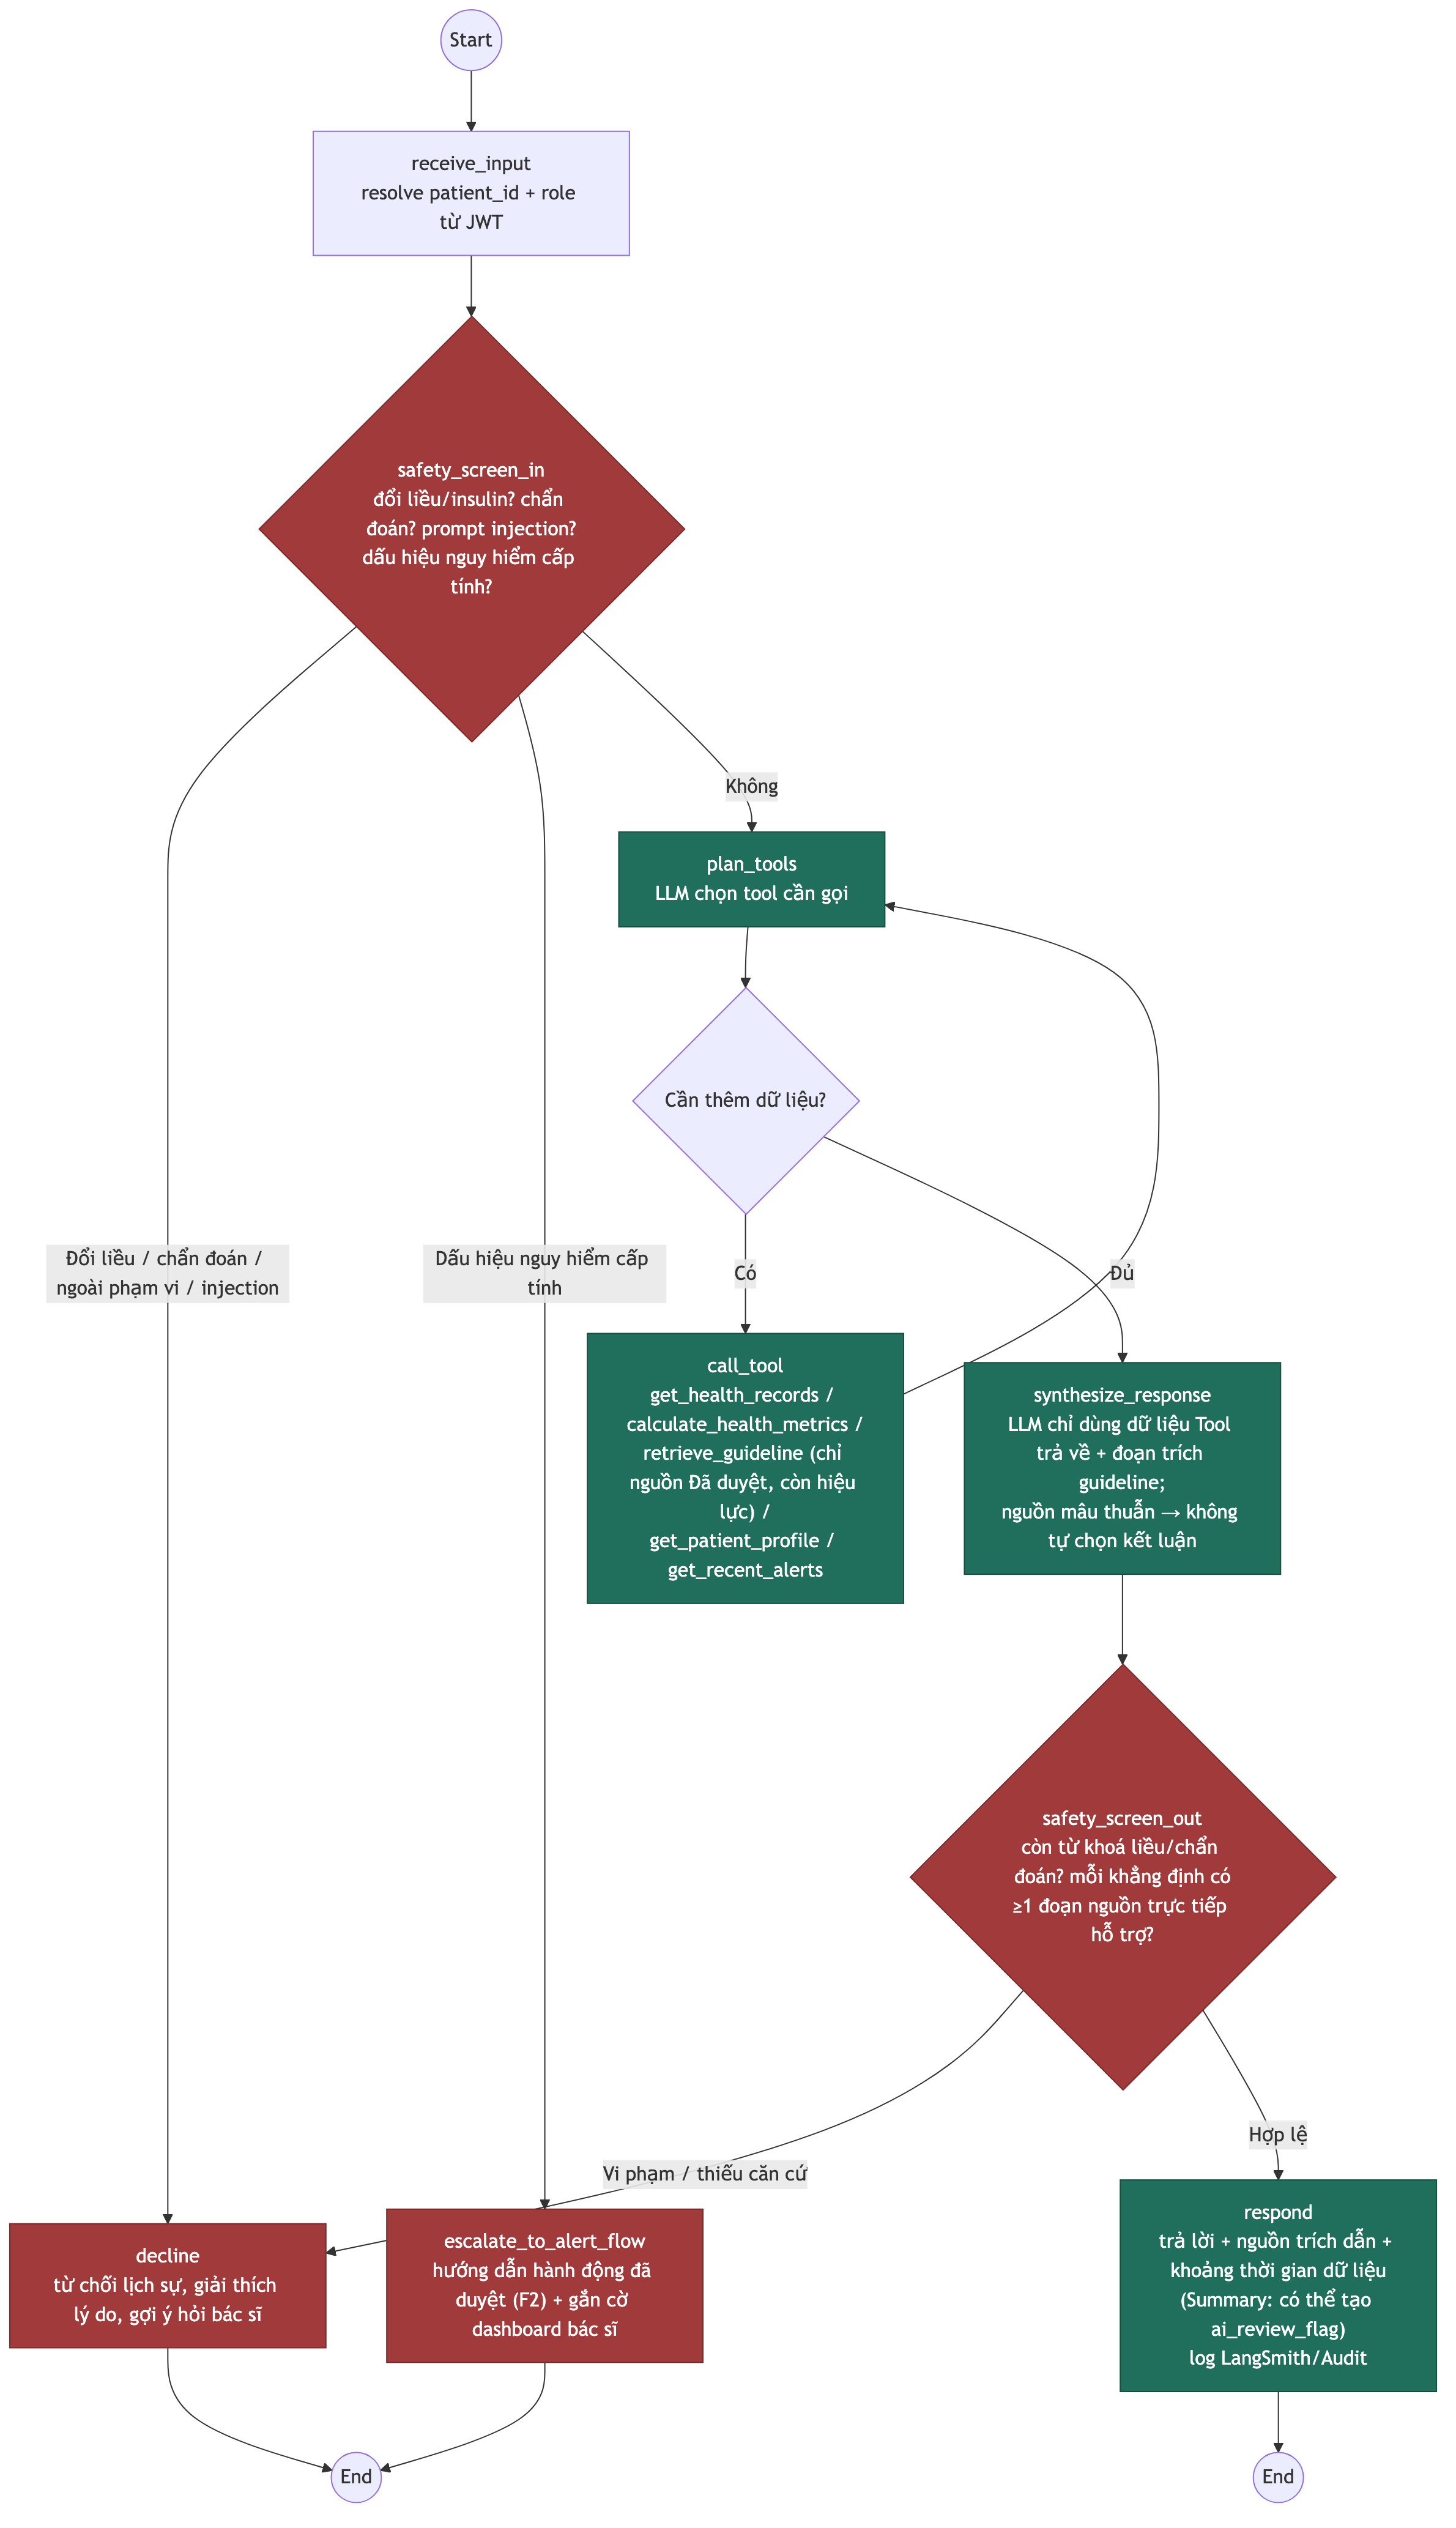 Start
receive_input
resolve patient_id + role
từ JWT
safety_screen_in
đổi liều/insulin? chẩn
đoán? prompt injection?
dấu hiệu nguy hiểm cấp
tính?
Không
plan_tools
LLM chọn tool cần gọi
Cần thêm dữ liệu?
Đổi liều / chẩn đoán /
ngoài phạm vi / injection
Dấu hiệu nguy hiểm cấp
tính
Có
Đủ
call_tool
get_health_records /
calculate_health_metrics /
retrieve_guideline (chỉ
nguồn Đã duyệt, còn hiệu
lực) /
get_patient_profile /
get_recent_alerts
synthesize_response
LLM chỉ dùng dữ liệu Tool
trả về + đoạn trích
guideline;
nguồn mâu thuẫn → không
tự chọn kết luận
safety_screen_out
còn từ khoá liều/chẩn
đoán? mỗi khẳng định có
≥1 đoạn nguồn trực tiếp
hỗ trợ?
Hợp lệ
Vi phạm / thiếu căn cứ
decline
từ chối lịch sự, giải thích
lý do, gợi ý hỏi bác sĩ
escalate_to_alert_flow
hướng dẫn hành động đã
duyệt (F2) + gắn cờ
dashboard bác sĩ
respond
trả lời + nguồn trích dẫn +
khoảng thời gian dữ liệu
(Summary: có thể tạo
ai_review_flag)
log LangSmith/Audit
End
End